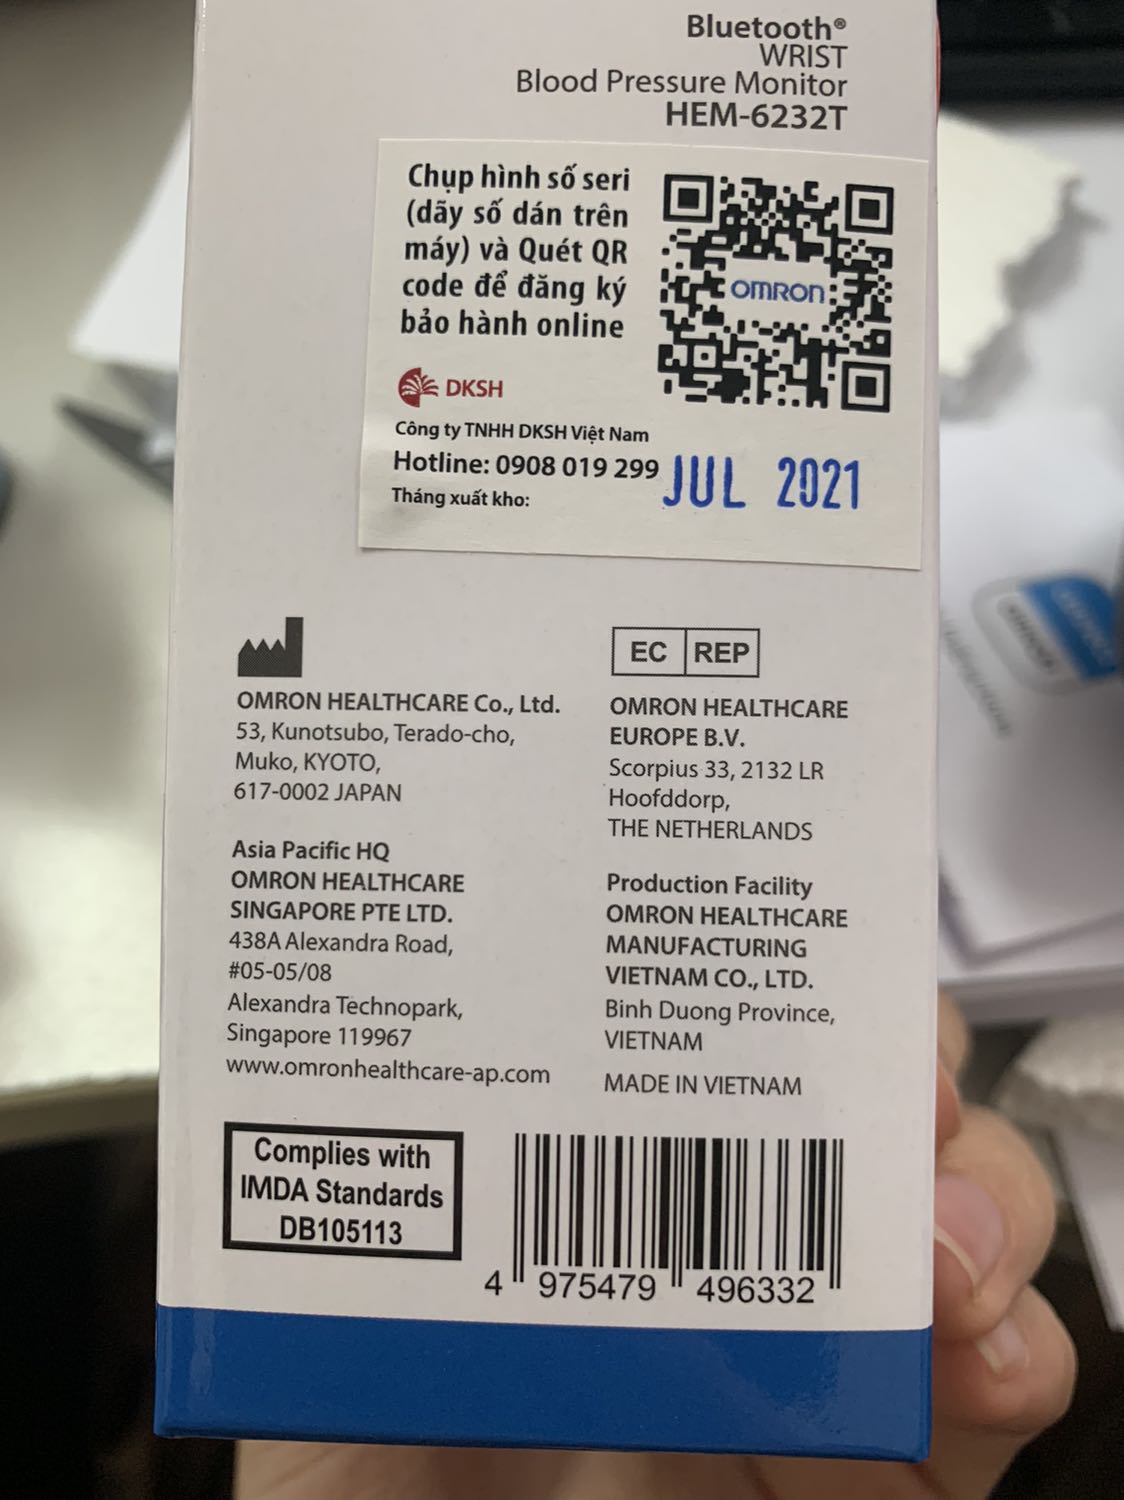 Bluetooth®
WRIST
Blood Pressure Monitor
HEM-6232T
Chụp hình số seri
(dãy số dán trên
máy) và Quét QR
code để đăng ký
bảo hành online
OMRON
DKSH
Công ty TNHH DKSH Việt Nam
Hotline: 0908 019 299
Tháng xuất kho:
JUL 2021
OMRON HEALTHCARE Co., Ltd.
53, Kunotsubo, Terado-cho,
Muko, KYOTO,
617-0002 JAPAN
EC REP
OMRON HEALTHCARE
EUROPE B.V.
Scorpius 33, 2132 LR
Hoofddorp,
THE NETHERLANDS
Asia Pacific HQ
OMRON HEALTHCARE
SINGAPORE PTE LTD.
438A Alexandra Road,
#05-05/08
Alexandra Technopark,
Singapore 119967
www.omronhealthcare-ap.com
Production Facility
OMRON HEALTHCARE
MANUFACTURING
VIETNAM CO., LTD.
Binh Duong Province,
VIETNAM
MADE IN VIETNAM
Complies with
IMDA Standards
DB105113
4 975479 496332